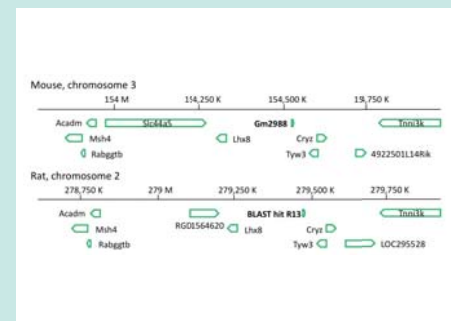 Mouse, chromosome 3
154 M 154,250 K 154,500 K 154,750 K
Acadm Slc44a5 Gm2988 Tnni3k
Msh4 Lhx8 Cryz
Rabggtb Tyw3 4922501L14Rik
Rat, chromosome 2
278,750 K 279 M 279,250 K 279,500 K 279,750 K
Acadm BLAST hit R13 Tnni3k
Msh4 RGD1564620 Lhx8 Cryz
Rabggtb Tyw3 LOC295528